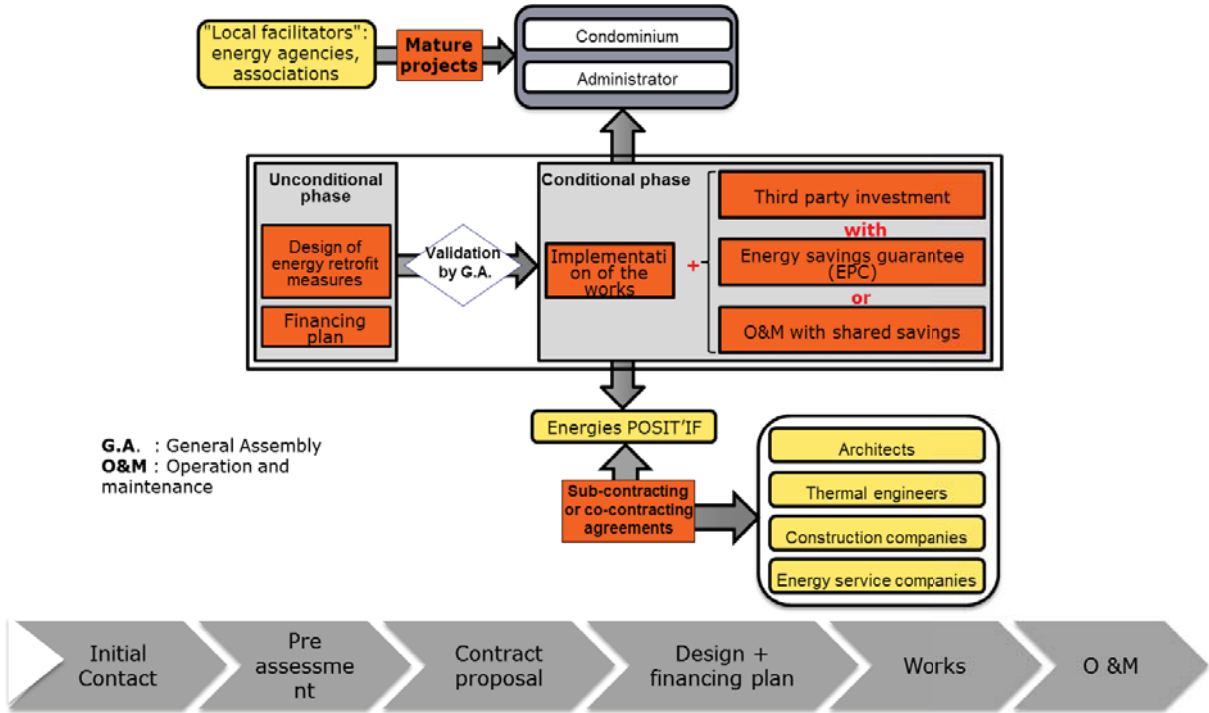 "Local facilitators":
energy agencies,
associations
Mature
projects
Condominium
Administrator
Unconditional
phase
Design of
energy retrofit
measures
Financing
plan
Validation
by G.A.
Conditional phase
Implementati
on of the
works
+
Third party investment
with
Energy savings guarantee
(EPC)
or
O&M with shared savings
Energies POSIT'IF
G.A. : General Assembly
O&M : Operation and
maintenance
Sub-contracting
or co-contracting
agreements
Architects
Thermal engineers
Construction companies
Energy service companies
Initial
Contact
Pre
assessme
nt
Contract
proposal
Design +
financing plan
Works
O &M